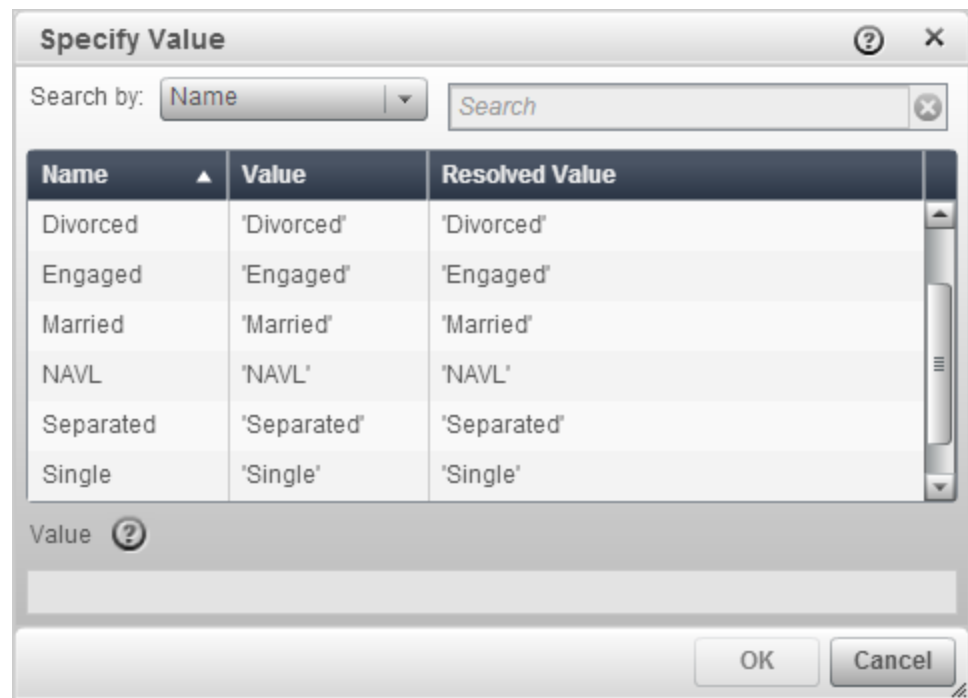 Specify Value
Search by: Name Search
Name Value Resolved Value
Divorced 'Divorced' 'Divorced'
Engaged 'Engaged' 'Engaged'
Married 'Married' 'Married'
NAVL 'NAVL' 'NAVL'
Separated 'Separated' 'Separated'
Single 'Single' 'Single'
Value
OK Cancel